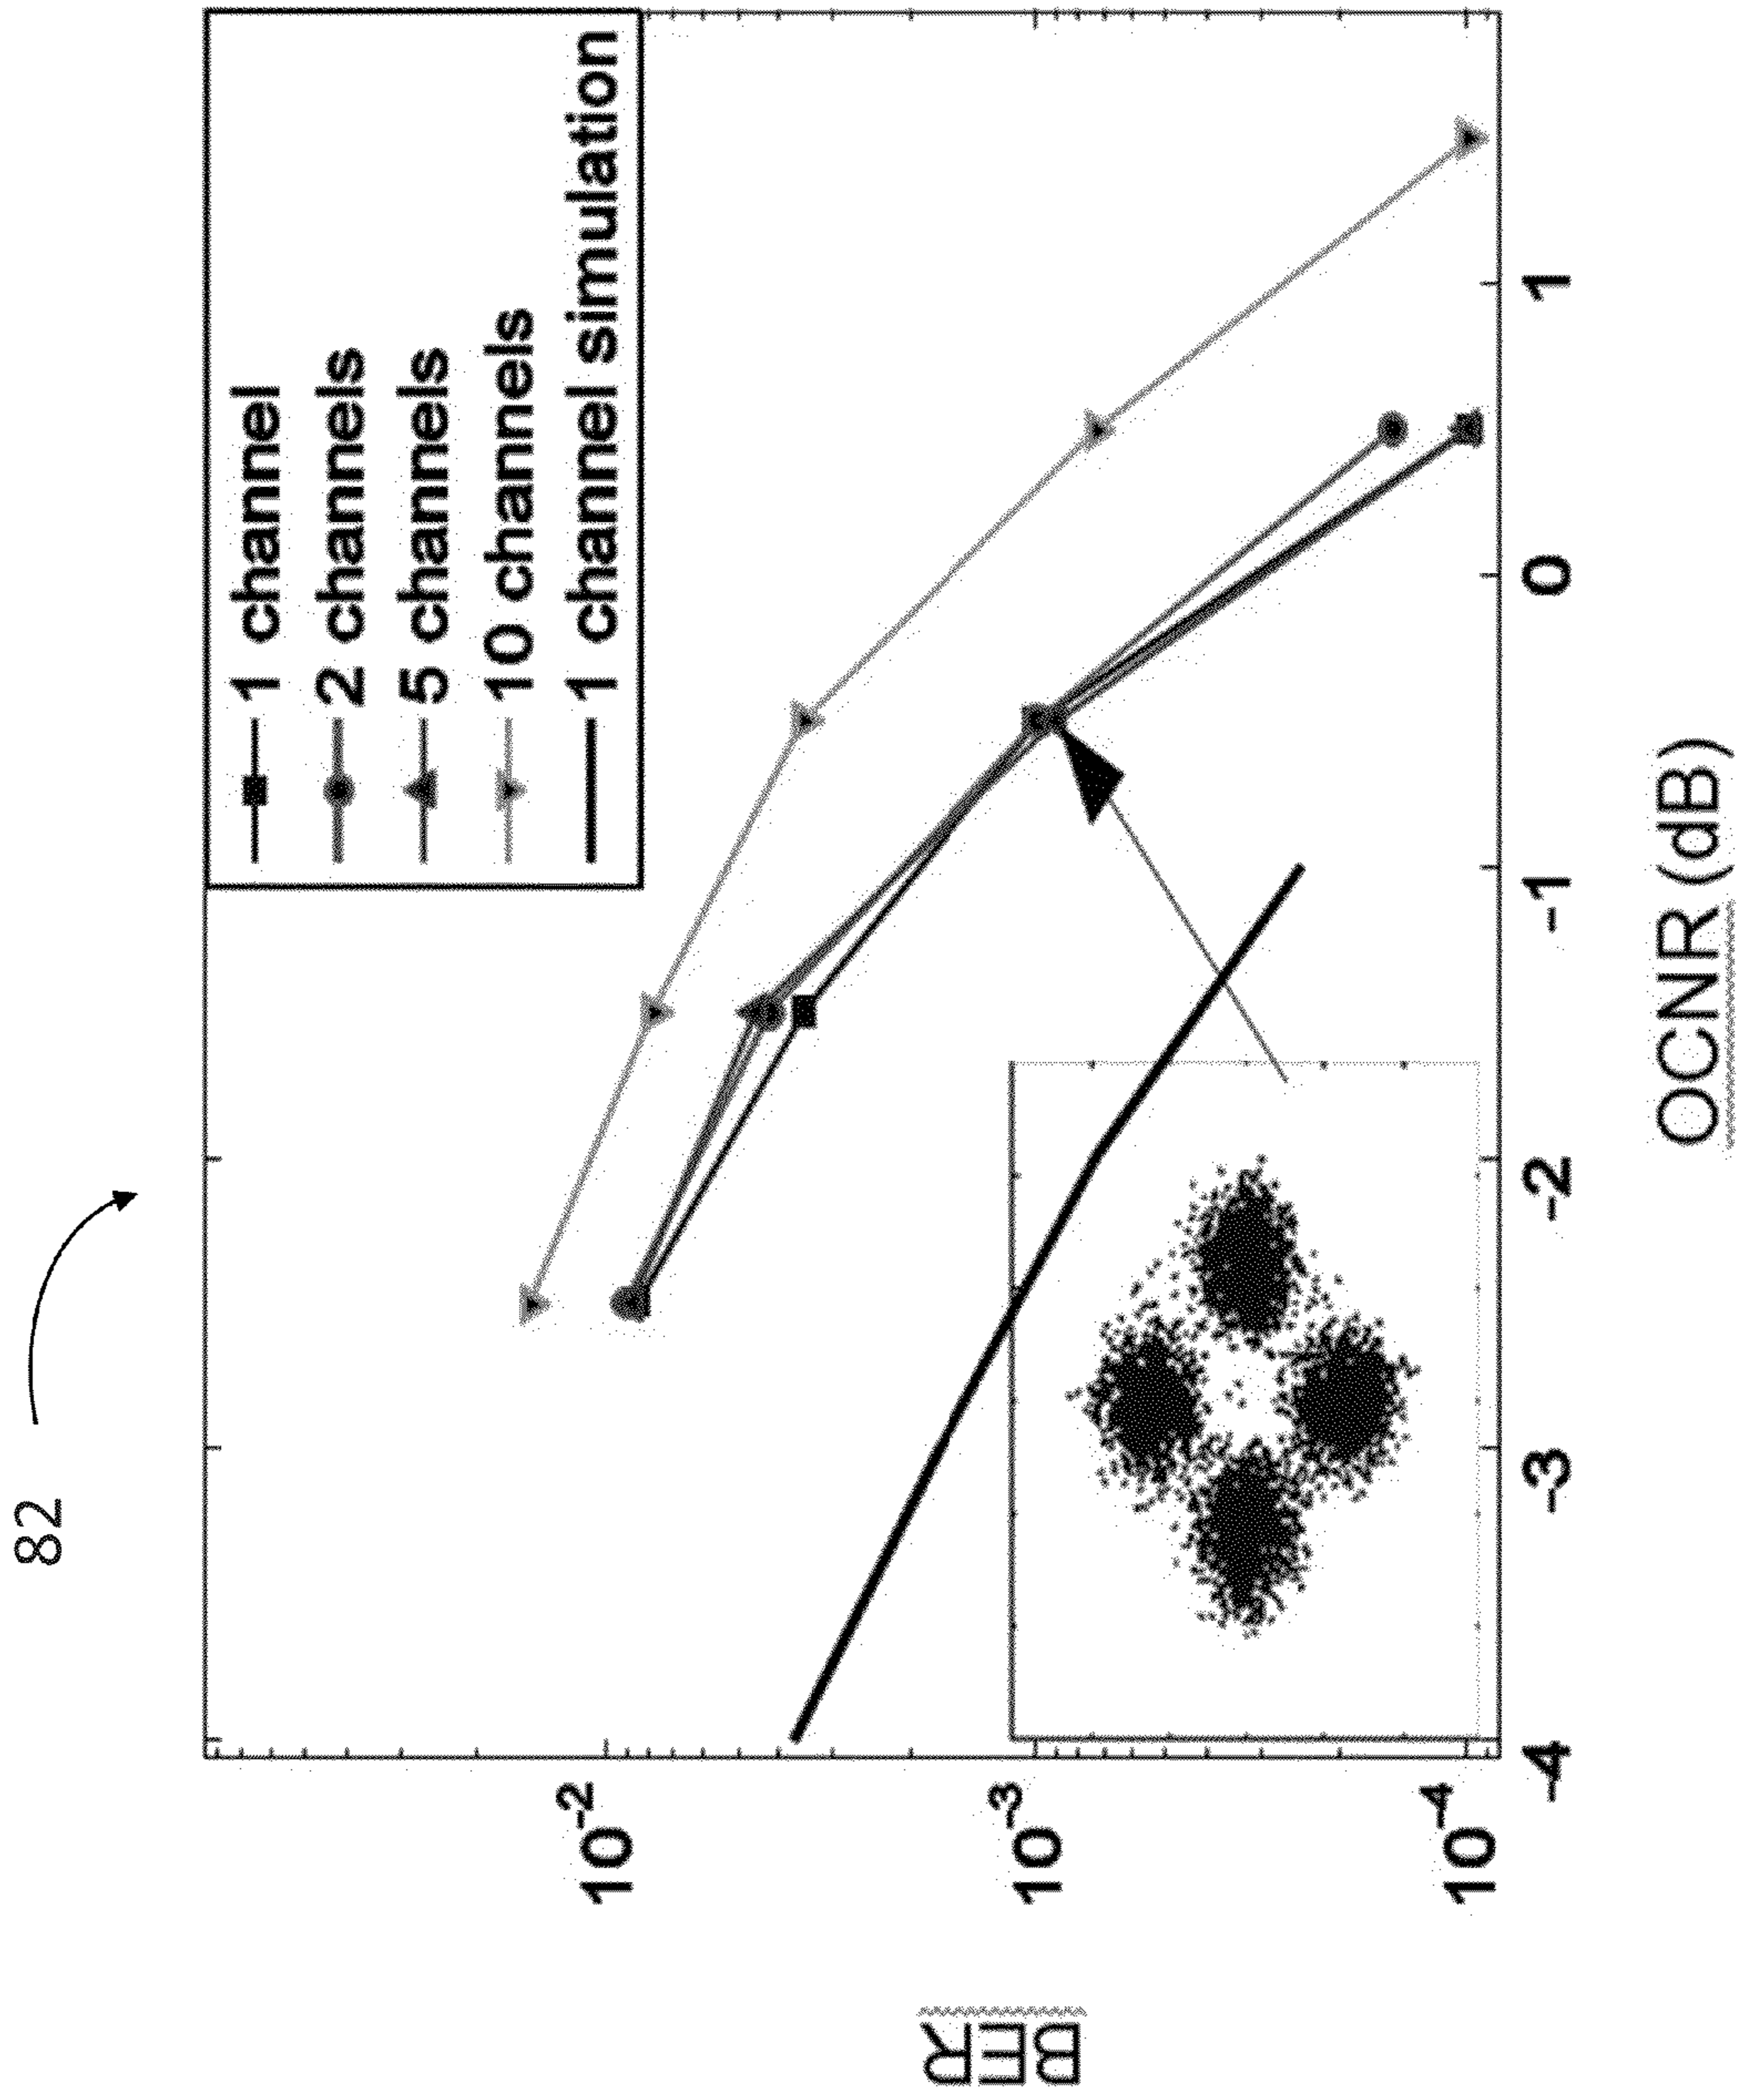 82
1 channel
2 channels
5 channels
10 channels
1 channel simulation
10-2
10-3
10-4
BER
-4
-3
-2
-1
0
1
OCNR (dB)